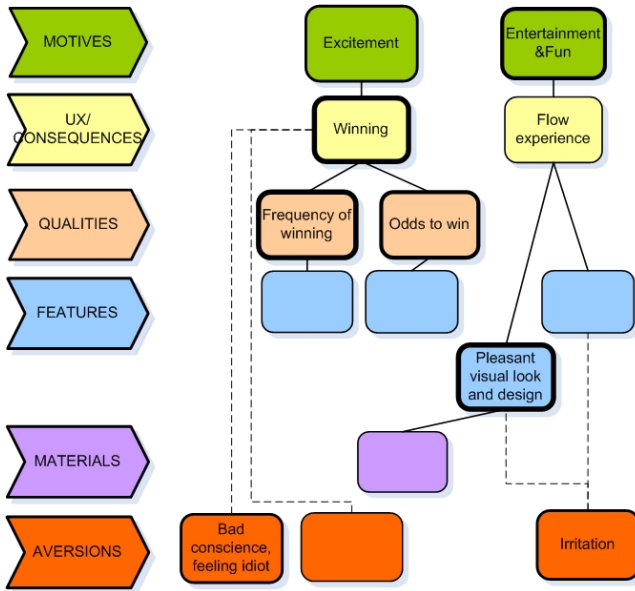 MOTIVES
Excitement
Entertainment
&Fun
UX/
CONSEQUENCES
Winning
Flow
experience
QUALITIES
Frequency of
winning
Odds to win
FEATURES
Pleasant
visual look
and design
MATERIALS
AVERSIONS
Bad
conscience,
feeling idiot
Irritation